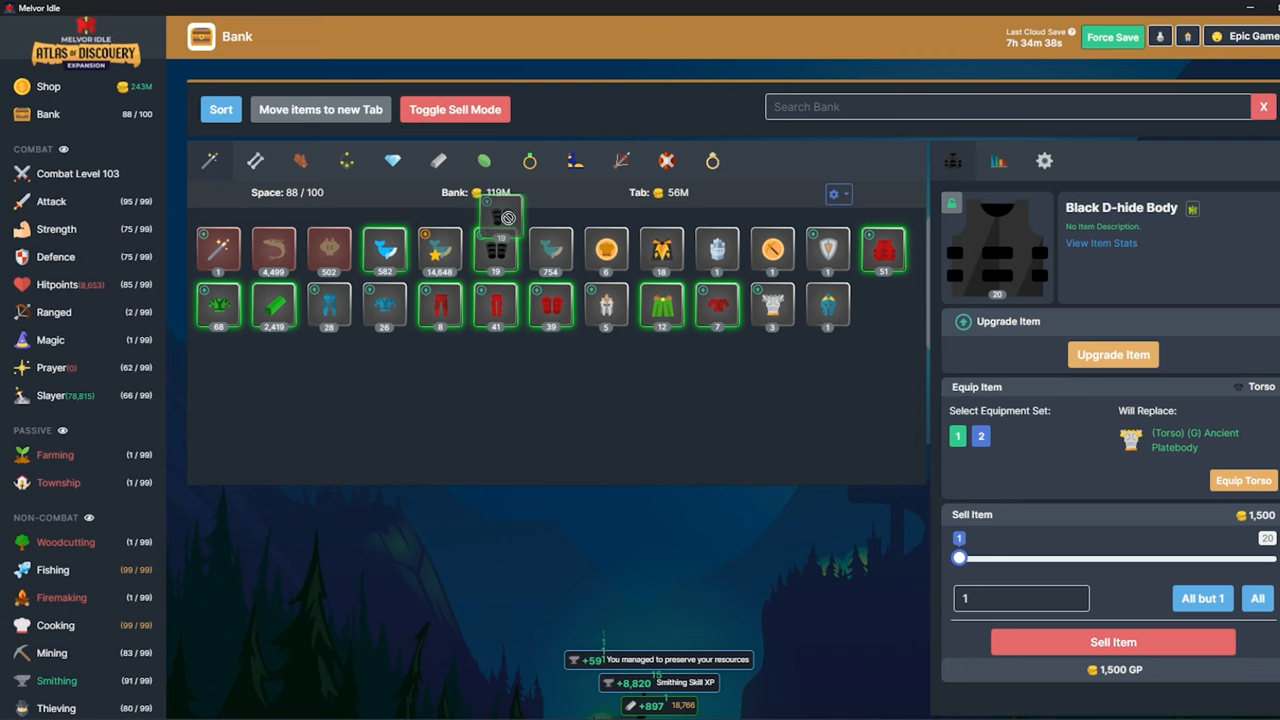 Melvor Idle
MELVOR IDLE
ATLAS OF DISCOVERY
EXPANSION
Bank
Last Cloud Save
7h 34m 38s
Force Save
Epic Game
Shop 243M
Bank 88 / 100
COMBAT
Combat Level 103
Attack (95 / 99)
Strength (75 / 99)
Defence (75 / 99)
Hitpoints(8,653) (85 / 99)
Ranged (2 / 99)
Magic (1 / 99)
Prayer(0) (62 / 99)
Slayer(78,815) (66 / 99)
PASSIVE
Farming (1 / 99)
Township (1 / 99)
NON-COMBAT
Woodcutting (1 / 99)
Fishing (99 / 99)
Firemaking (1 / 99)
Cooking (99 / 99)
Mining (83 / 99)
Smithing (91 / 99)
Thieving (80 / 99)
Sort
Move items to new Tab
Toggle Sell Mode
Search Bank
X
Space: 88 / 100
Bank: 119M
Tab: 56M
19
1 4,499 502 582 14,648 19 754 6 18 1 1 1 51
68 2,419 28 26 8 41 39 5 12 7 3 1
Black D-hide Body
No Item Description.
View Item Stats
20
Upgrade Item
Upgrade Item
Equip Item Torso
Select Equipment Set:
1 2
Will Replace:
(Torso) (G) Ancient
Platebody
Equip Torso
Sell Item 1,500
1 20
1
All but 1
All
Sell Item
1,500 GP
You managed to preserve your resources
+8,820 Smithing Skill XP
+897 18,766